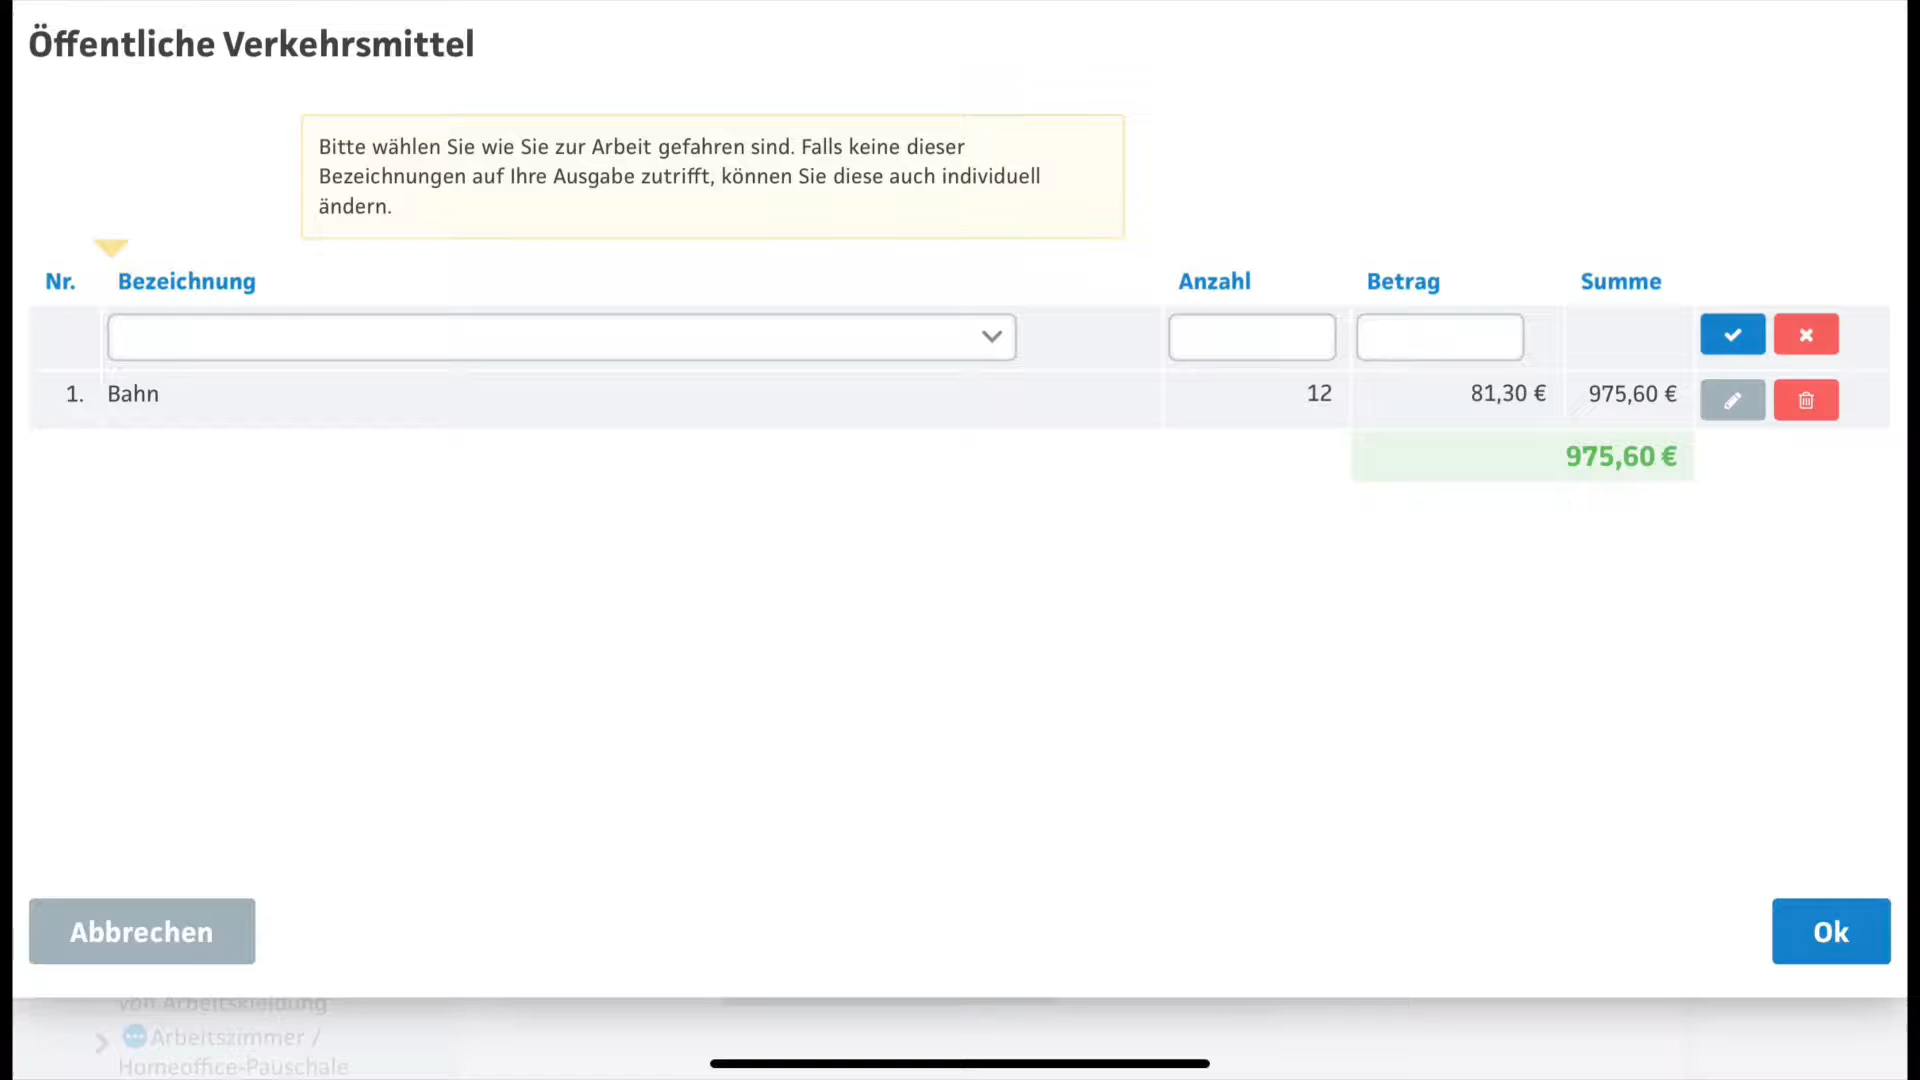 Öffentliche Verkehrsmittel
Bitte wählen Sie wie Sie zur Arbeit gefahren sind. Falls keine dieser
Bezeichnungen auf Ihre Ausgabe zutrifft, können Sie diese auch individuell
ändern.
Nr. Bezeichnung Anzahl Betrag Summe
1. Bahn 12 81,30 € 975,60 €
975,60 €
Abbrechen Ok
von Arbeitskleidung
Arbeitszimmer /
Homeoffice-Pauschale